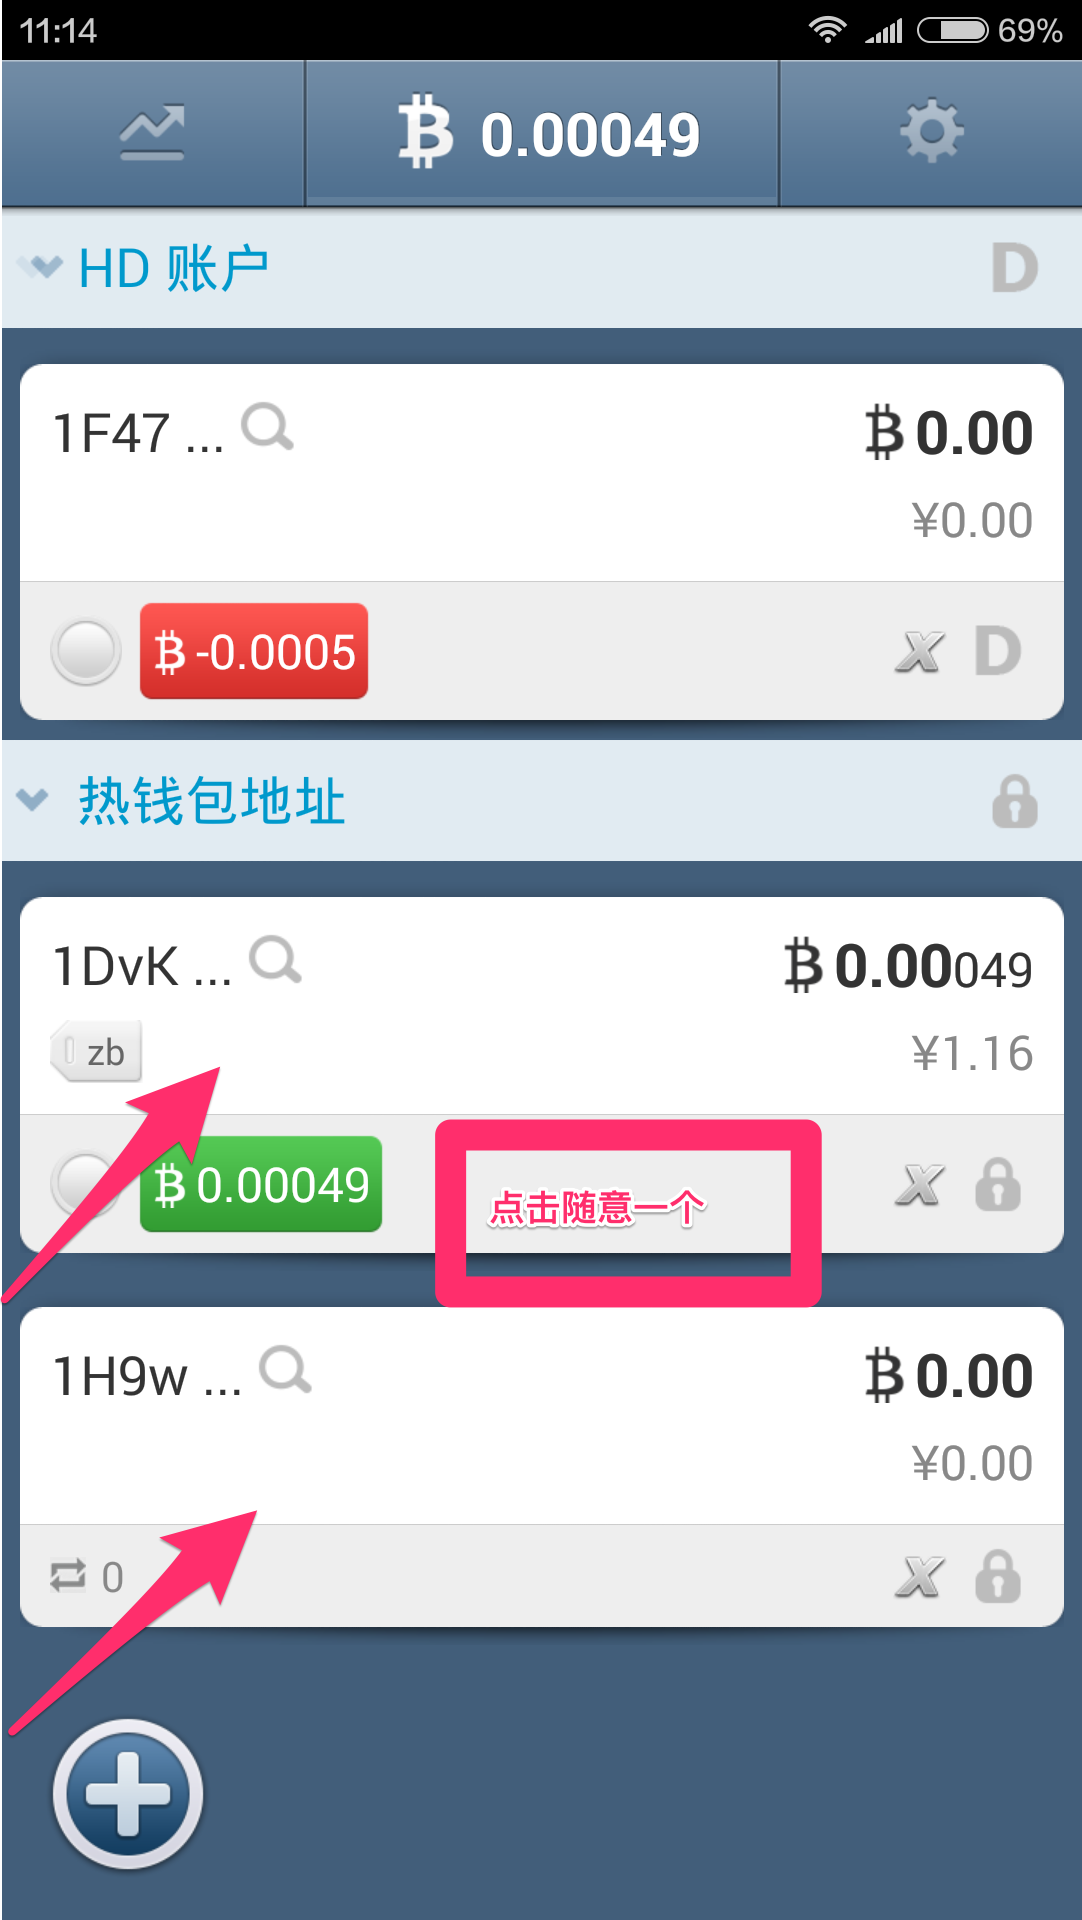 11:14 69%
₿ 0.00049
HD 账户 D
1F47 ... ₿ 0.00
¥0.00
₿ -0.0005 X D
热钱包地址
1DvK ... ₿ 0.00049
zb ¥1.16
₿ 0.00049 点击随意一个 X
1H9w ... ₿ 0.00
¥0.00
0 X